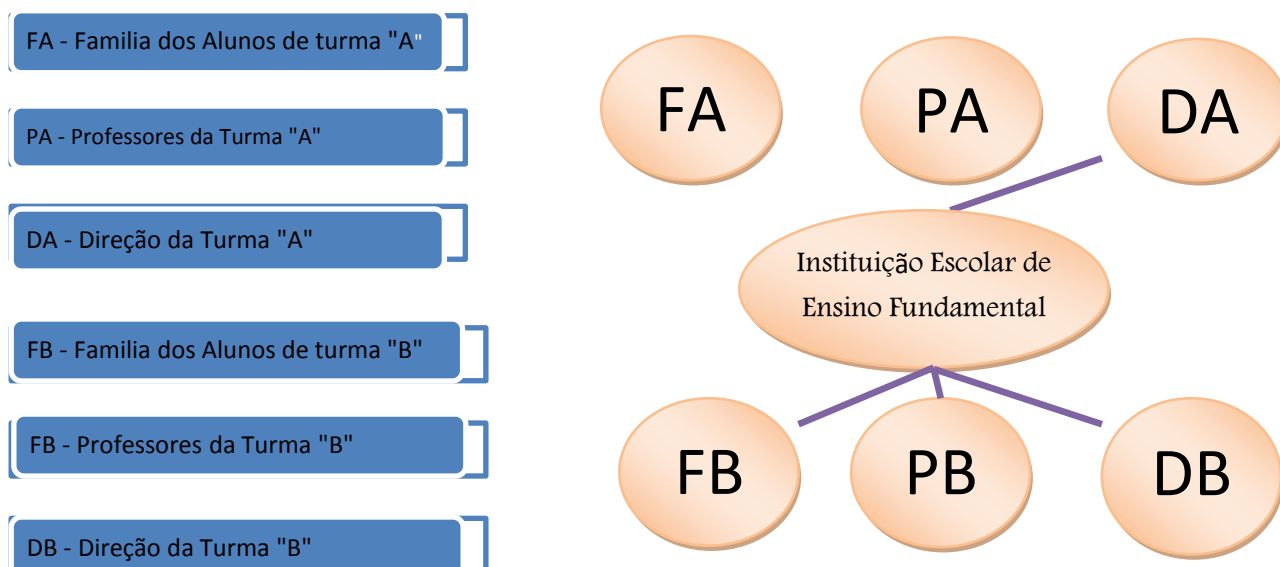 FA - Familia dos Alunos de turma "A"
PA - Professores da Turma "A"
DA - Direção da Turma "A"
FB - Familia dos Alunos de turma "B"
FB - Professores da Turma "B"
DB - Direção da Turma "B"
FA
PA
DA
Instituição Escolar de
Ensino Fundamental
FB
PB
DB